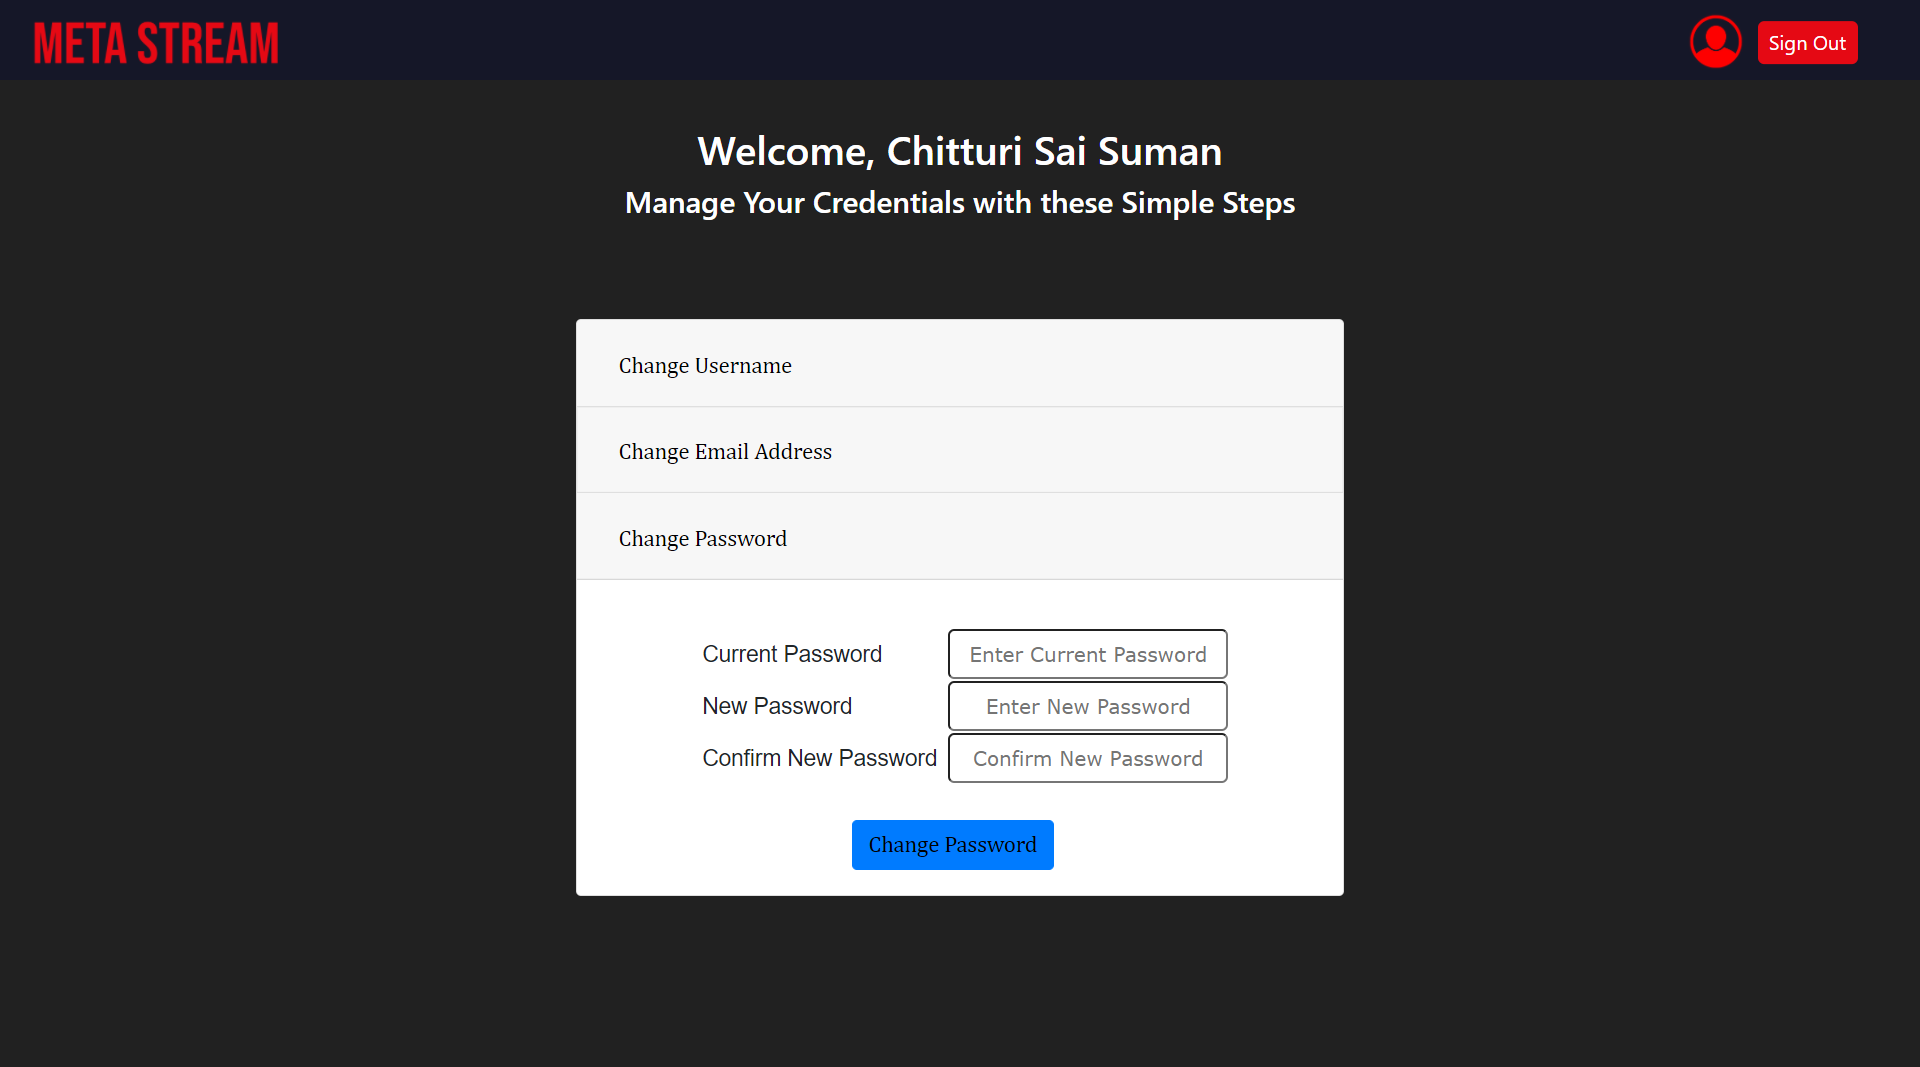 META STREAM
Sign Out
Welcome, Chitturi Sai Suman
Manage Your Credentials with these Simple Steps
Change Username
Change Email Address
Change Password
Current Password Enter Current Password
New Password Enter New Password
Confirm New Password Confirm New Password
Change Password